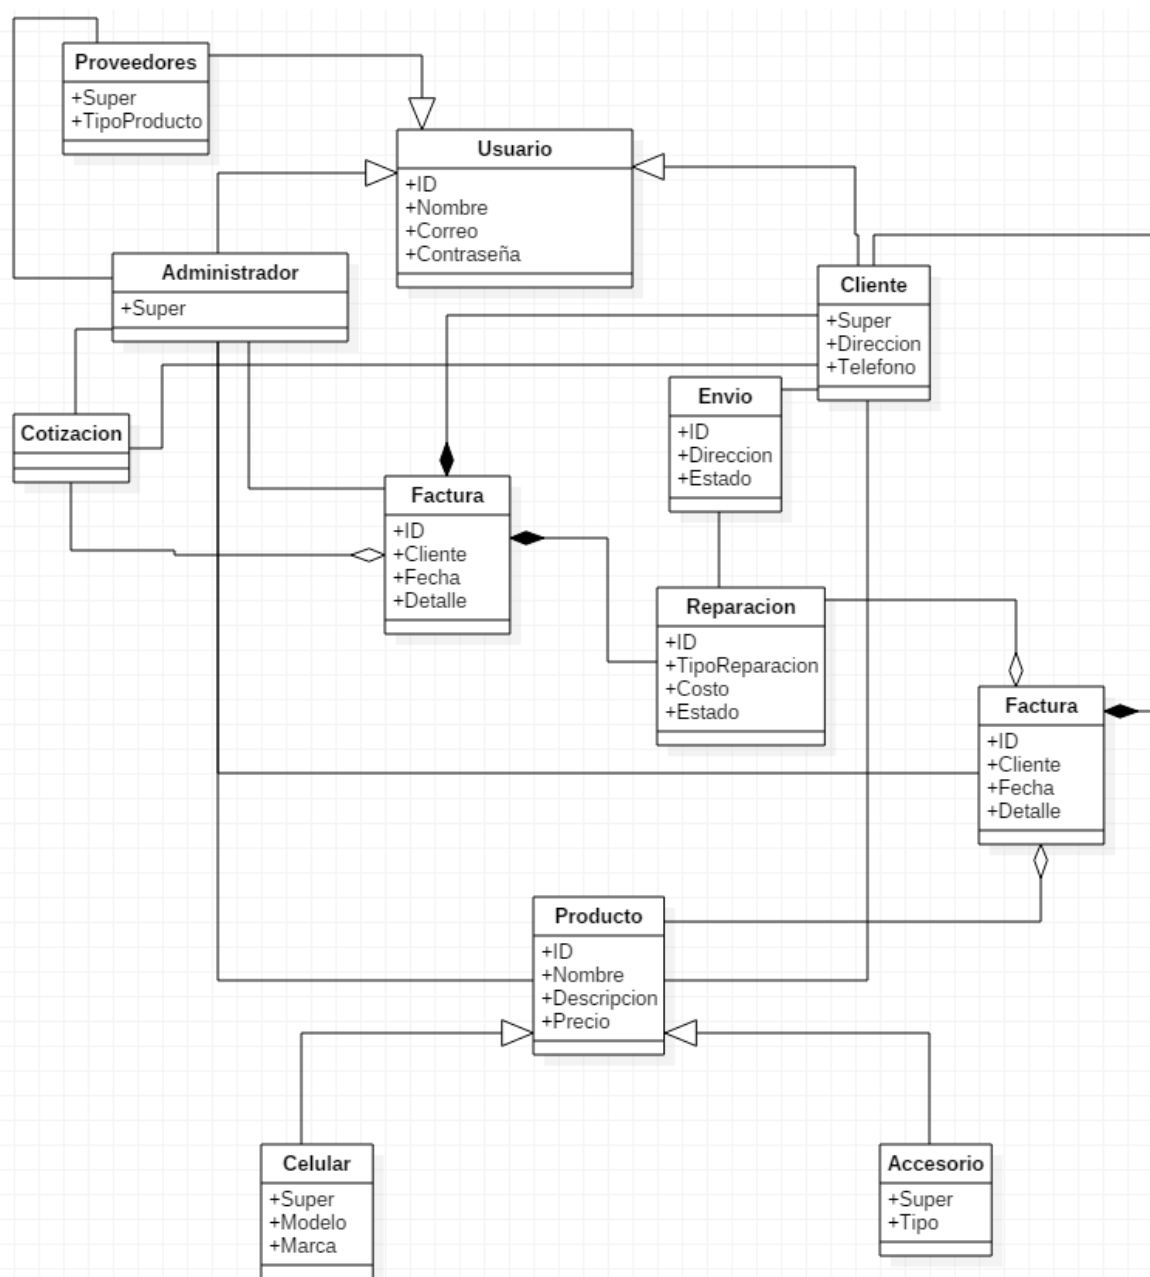 Proveedores
+Super
+TipoProducto
Usuario
+ID
+Nombre
+Correo
+Contraseña
Administrador
+Super
Cliente
+Super
+Direccion
+Telefono
Envio
+ID
+Direccion
+Estado
Cotizacion
Factura
+ID
+Cliente
+Fecha
+Detalle
Reparacion
+ID
+TipoReparacion
+Costo
+Estado
Factura
+ID
+Cliente
+Fecha
+Detalle
Producto
+ID
+Nombre
+Descripcion
+Precio
Celular
+Super
+Modelo
+Marca
Accesorio
+Super
+Tipo